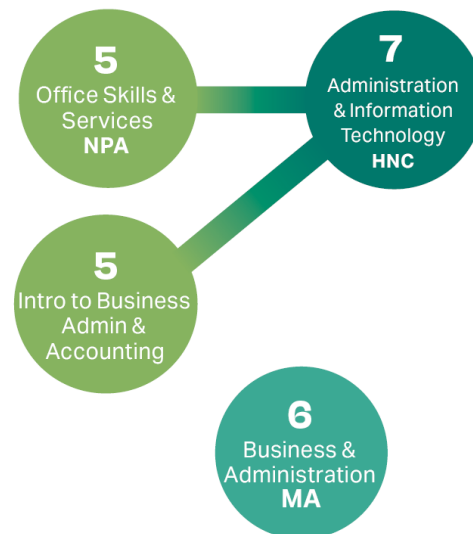 5
Office Skills &
Services
NPA
7
Administration
& Information
Technology
HNC
5
Intro to Business
Admin &
Accounting
6
Business &
Administration
MA